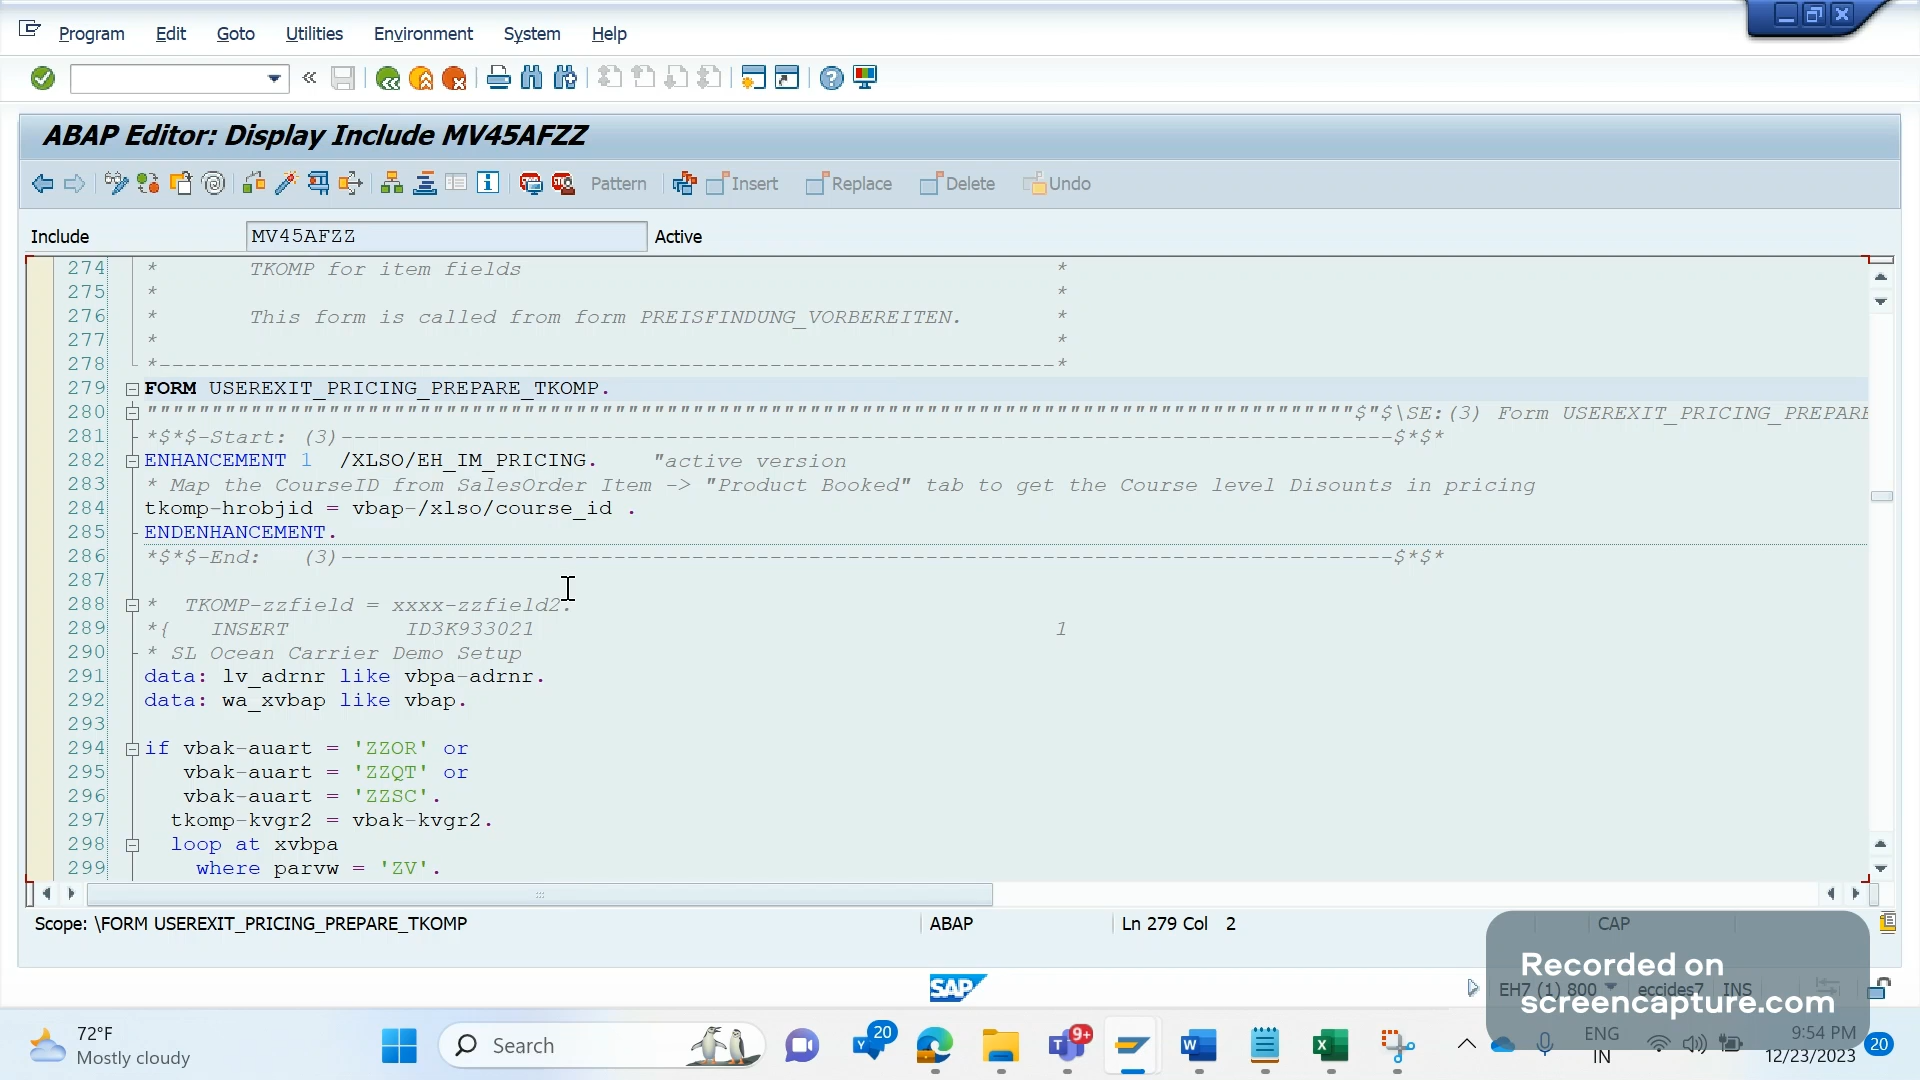 Program Edit Goto Utilities Environment System Help
ABAP Editor: Display Include MV45AFZZ
Pattern Insert Replace Delete Undo
Include MV45AFZZ Active
274 * TKOMP for item fields *
275 * *
276 * This form is called from form PREISFINDUNG_VORBEREITEN. *
277 * *
278 *----------------------------------------------------------------------*
279 FORM USEREXIT_PRICING_PREPARE_TKOMP.
280 """"""""""""""""""""""""""""""""""""""""""""""""""""""""""""""""""""""""""""""""""""""""""""$"$\SE:(3) Form USEREXIT_PRICING_PREPARE
281 *$*$-Start: (3)---------------------------------------------------------------------------------$*$*
282 ENHANCEMENT 1 /XLSO/EH_IM_PRICING. "active version
283 * Map the CourseID from SalesOrder Item -> "Product Booked" tab to get the Course level Disounts in pricing
284 tkomp-hrobjid = vbap-/xlso/course_id .
285 ENDENHANCEMENT.
286 *$*$-End: (3)---------------------------------------------------------------------------------$*$*
287
288 * TKOMP-zzfield = xxxx-zzfield2.
289 *{ INSERT ID3K933021 1
290 * SL Ocean Carrier Demo Setup
291 data: lv_adrnr like vbpa-adrnr.
292 data: wa_xvbap like vbap.
293
294 if vbak-auart = 'ZZOR' or
295 vbak-auart = 'ZZQT' or
296 vbak-auart = 'ZZSC'.
297 tkomp-kvgr2 = vbak-kvgr2.
298 loop at xvbpa
299 where parvw = 'ZV'.
Scope: \FORM USEREXIT_PRICING_PREPARE_TKOMP ABAP Ln 279 Col 2 CAP
Recorded on
screencapture.com
SAP EH7 (1) 800 eccides7 INS
72°F
Mostly cloudy
Search 20 9+
ENG
IN
9:54 PM
12/23/2023
20